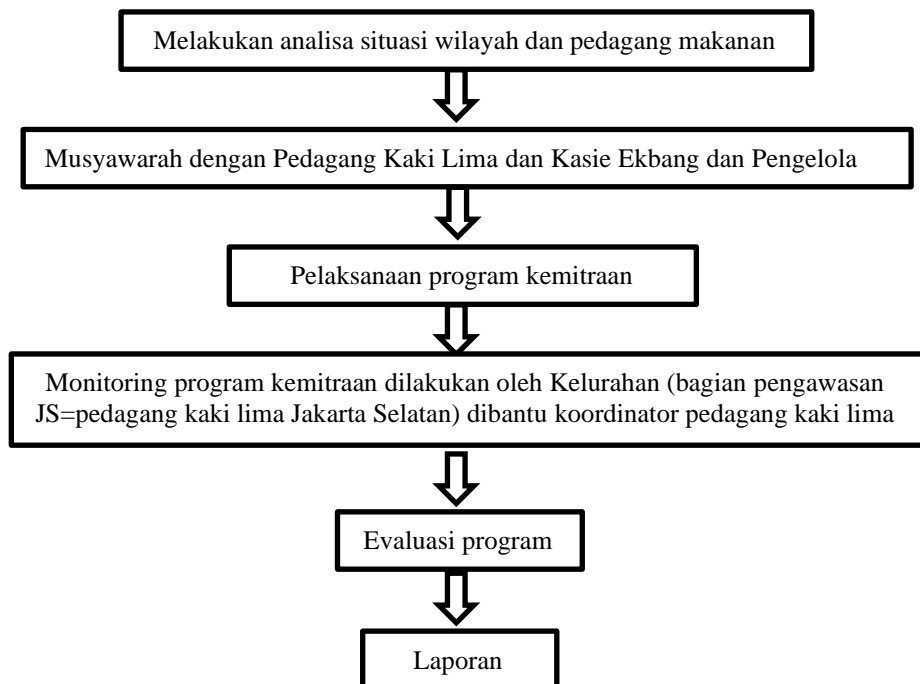 Melakukan analisa situasi wilayah dan pedagang makanan
Musyawarah dengan Pedagang Kaki Lima dan Kasie Ekbang dan Pengelola
Pelaksanaan program kemitraan
Monitoring program kemitraan dilakukan oleh Kelurahan (bagian pengawasan
JS=pedagang kaki lima Jakarta Selatan) dibantu koordinator pedagang kaki lima
Evaluasi program
Laporan